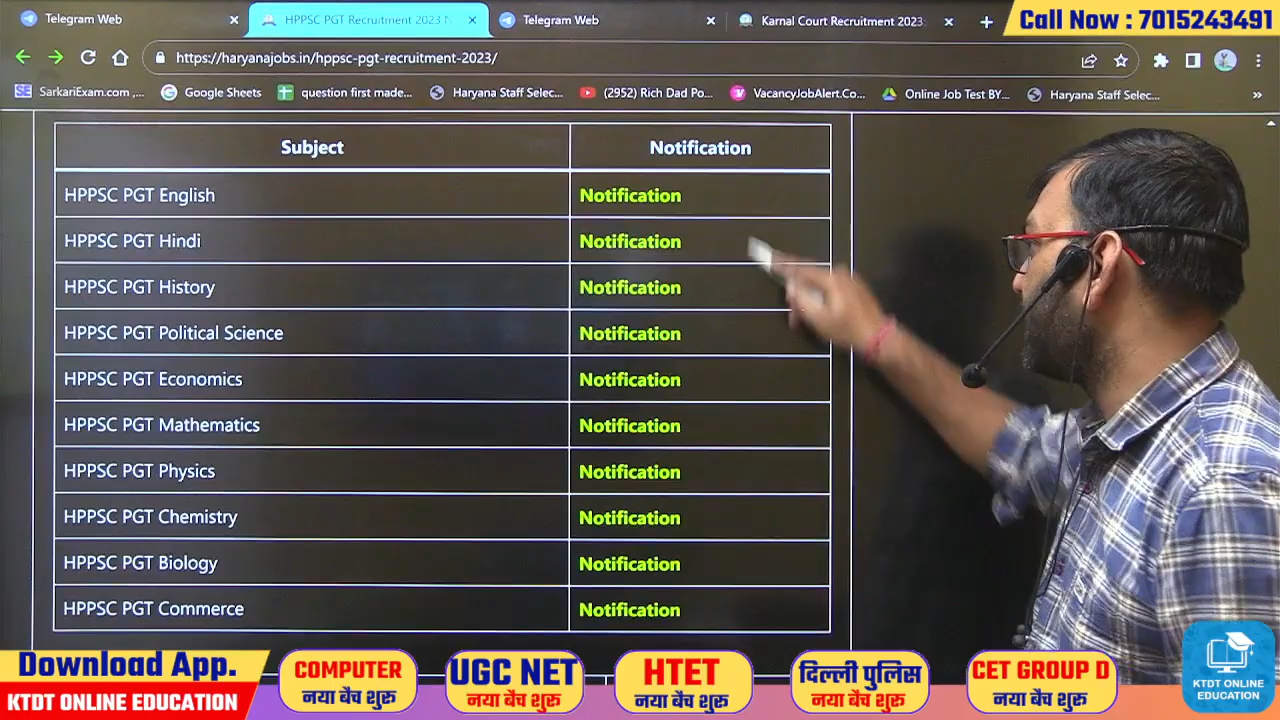 Telegram Web
HPPSC PGT Recruitment 2023 N
Telegram Web
Karnal Court Recruitment 2023:
Call Now : 7015243491
https://haryanajobs.in/hppsc-pgt-recruitment-2023/
SarkariExam.com ,...
Google Sheets
question first made...
Haryana Staff Selec...
(2952) Rich Dad Po...
VacancyJobAlert.Co...
Online Job Test BY...
Haryana Staff Selec...
»
Subject Notification
HPPSC PGT English Notification
HPPSC PGT Hindi Notification
HPPSC PGT History Notification
HPPSC PGT Political Science Notification
HPPSC PGT Economics Notification
HPPSC PGT Mathematics Notification
HPPSC PGT Physics Notification
HPPSC PGT Chemistry Notification
HPPSC PGT Biology Notification
HPPSC PGT Commerce Notification
Download App.
KTDT ONLINE EDUCATION
COMPUTER
नया बैच शुरू
UGC NET
नया बैच शुरू
HTET
नया बैच शुरू
दिल्ली पुलिस
नया बैच शुरू
CET GROUP D
नया बैच शुरू
KTDT ONLINE
EDUCATION